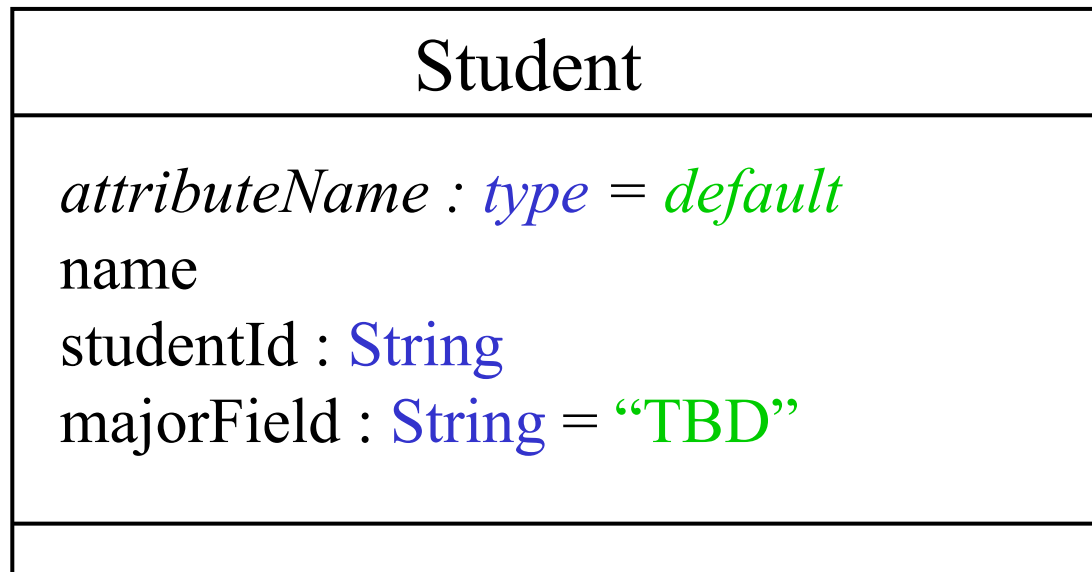 Student
attributeName : type = default
name
studentId : String
majorField : String = “TBD”